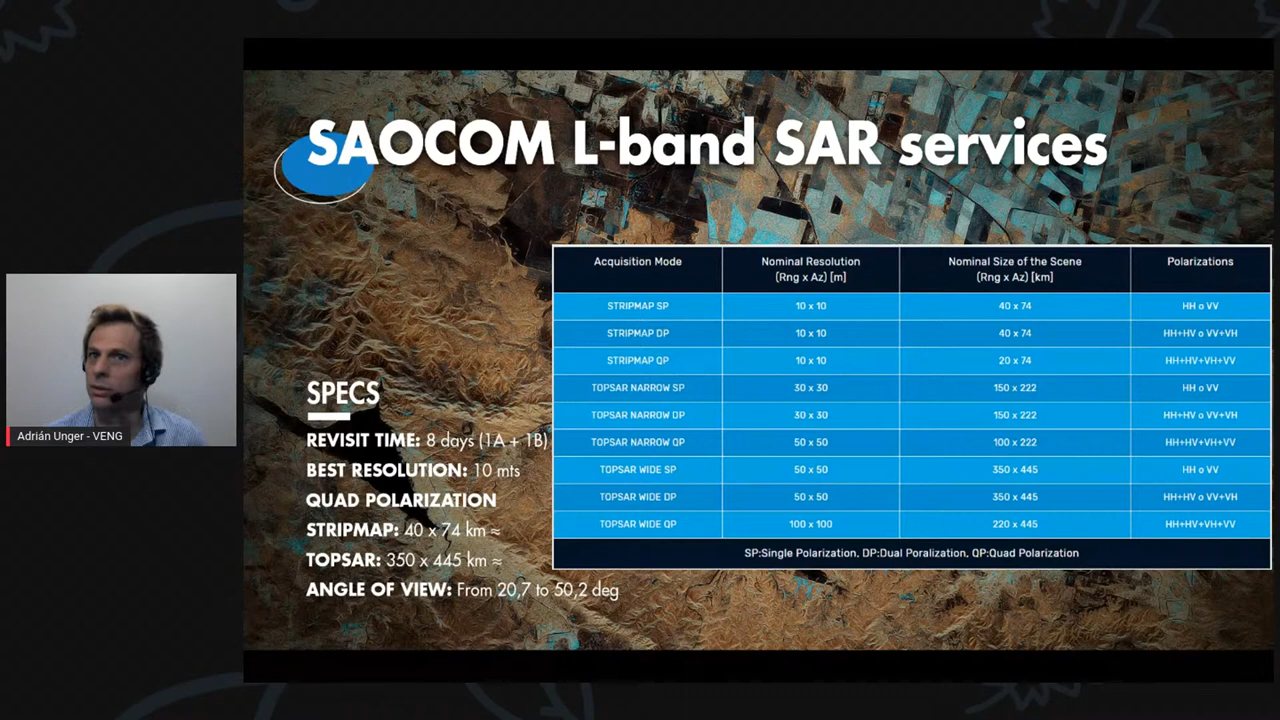 SAOCOM L-band SAR services
Acquisition Mode
Nominal Resolution
(Rng x Az) [m]
Nominal Size of the Scene
(Rng x Az) [km]
Polarizations
STRIPMAP SP 10 x 10 40 x 74 HH o VV
STRIPMAP DP 10 x 10 40 x 74 HH+HV o VV+VH
STRIPMAP QP 10 x 10 20 x 74 HH+HV+VH+VV
TOPSAR NARROW SP 30 x 30 150 x 222 HH o VV
TOPSAR NARROW DP 30 x 30 150 x 222 HH+HV o VV+VH
TOPSAR NARROW QP 50 x 50 100 x 222 HH+HV+VH+VV
TOPSAR WIDE SP 50 x 50 350 x 445 HH o VV
TOPSAR WIDE DP 50 x 50 350 x 445 HH+HV o VV+VH
TOPSAR WIDE QP 100 x 100 220 x 445 HH+HV+VH+VV
SP:Single Polarization, DP:Dual Poralization, QP:Quad Polarization
SPECS
REVISIT TIME: 8 days (1A + 1B)
BEST RESOLUTION: 10 mts
QUAD POLARIZATION
STRIPMAP: 40 x 74 km ≈
TOPSAR: 350 x 445 km ≈
ANGLE OF VIEW: From 20,7 to 50,2 deg
Adrián Unger - VENG